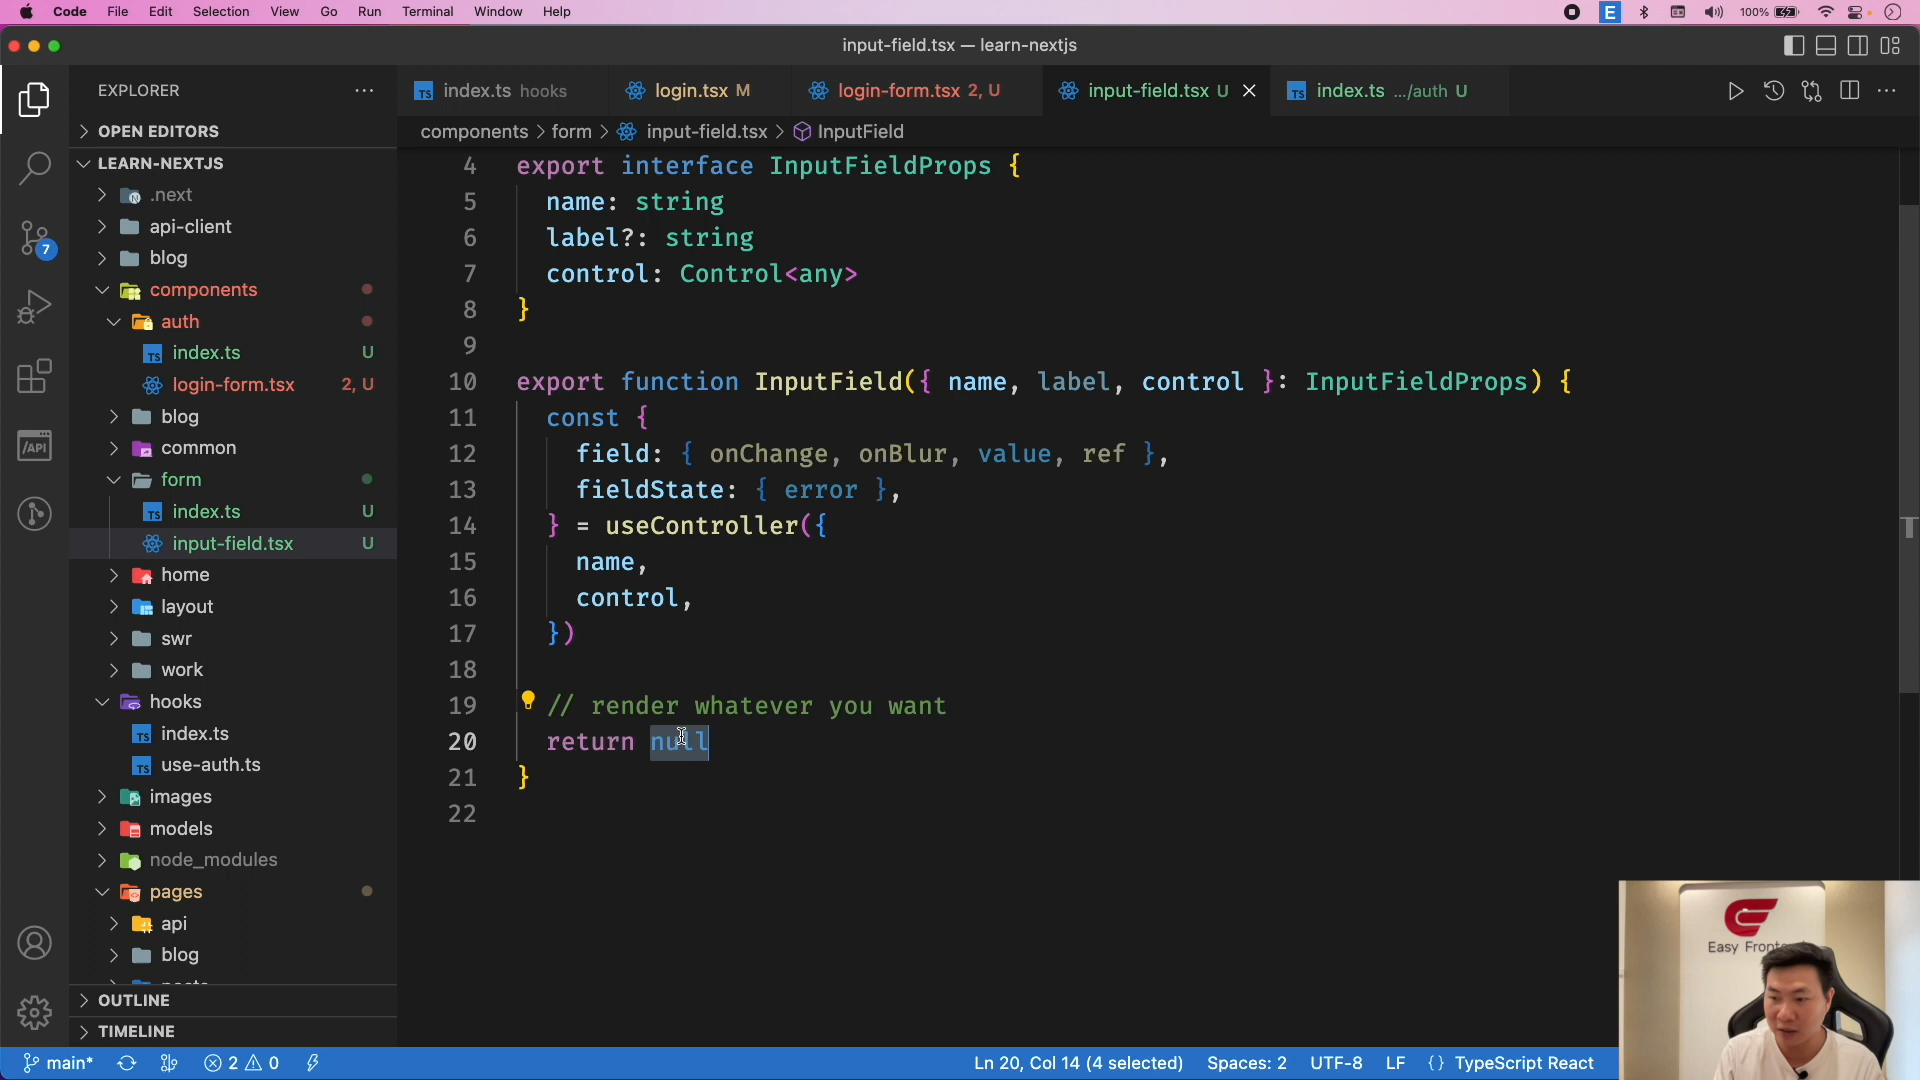 Code File Edit Selection View Go Run Terminal Window Help
E 100%
input-field.tsx — learn-nextjs
EXPLORER
index.ts hooks login.tsx M login-form.tsx 2, U input-field.tsx U index.ts .../auth U
OPEN EDITORS
components > form > input-field.tsx > InputField
LEARN-NEXTJS
.next
api-client
blog
components
auth
index.ts U
login-form.tsx 2, U
blog
common
form
index.ts U
input-field.tsx U
home
layout
swr
work
hooks
index.ts
use-auth.ts
images
models
node_modules
pages
api
blog
OUTLINE
TIMELINE
7
/API
4 export interface InputFieldProps {
5 name: string
6 label?: string
7 control: Control<any>
8 }
9
10 export function InputField({ name, label, control }: InputFieldProps) {
11 const {
12 field: { onChange, onBlur, value, ref },
13 fieldState: { error },
14 } = useController({
15 name,
16 control,
17 })
18
19 // render whatever you want
20 return null
21 }
22
Easy Fronte
main* 2 0 Ln 20, Col 14 (4 selected) Spaces: 2 UTF-8 LF {} TypeScript React